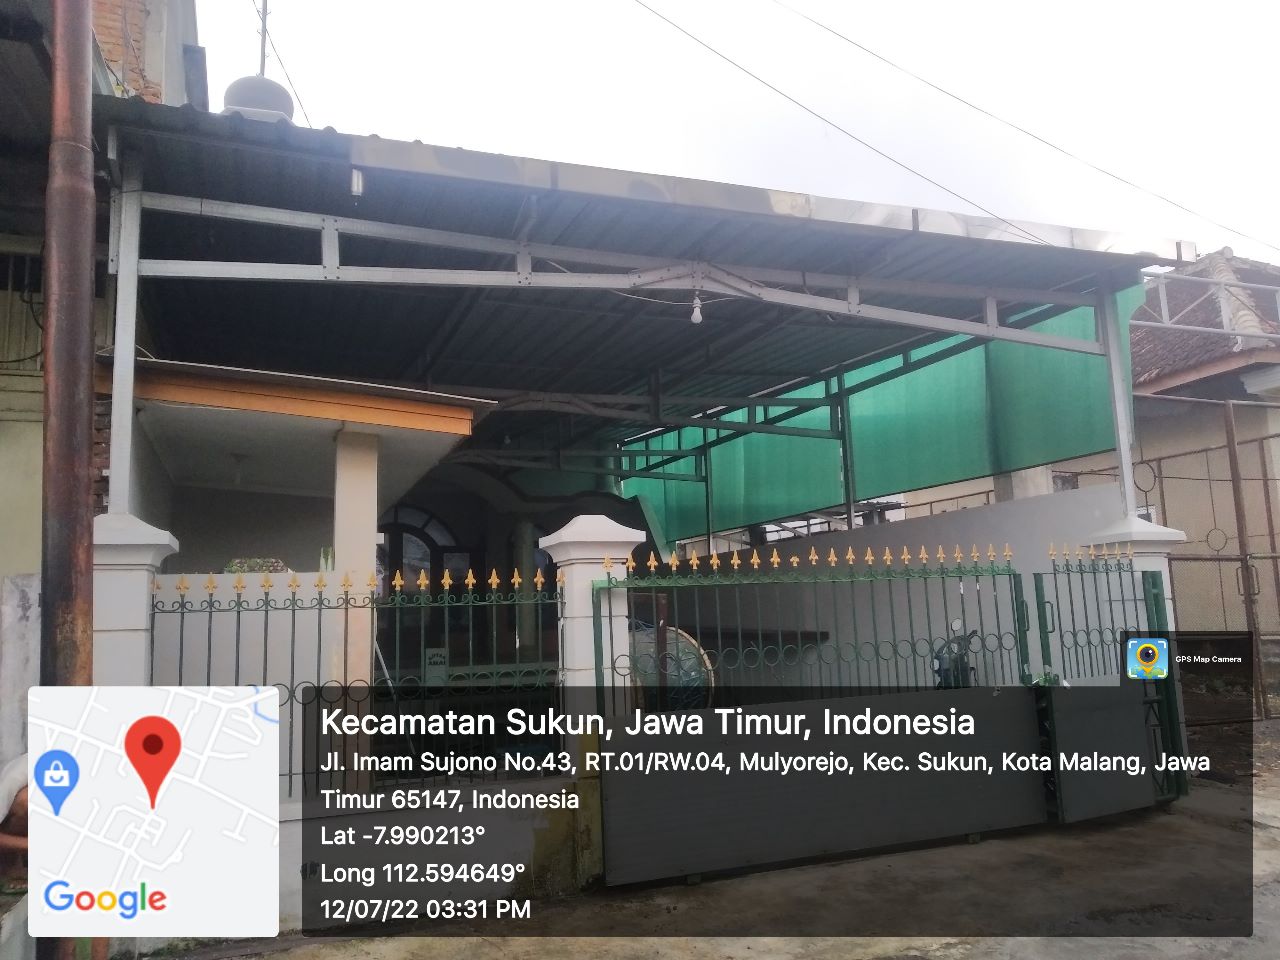 KOTAK
AMAL
GPS Map Camera
Kecamatan Sukun, Jawa Timur, Indonesia
Jl. Imam Sujono No.43, RT.01/RW.04, Mulyorejo, Kec. Sukun, Kota Malang, Jawa
Timur 65147, Indonesia
Lat -7.990213°
Long 112.594649°
12/07/22 03:31 PM
Google